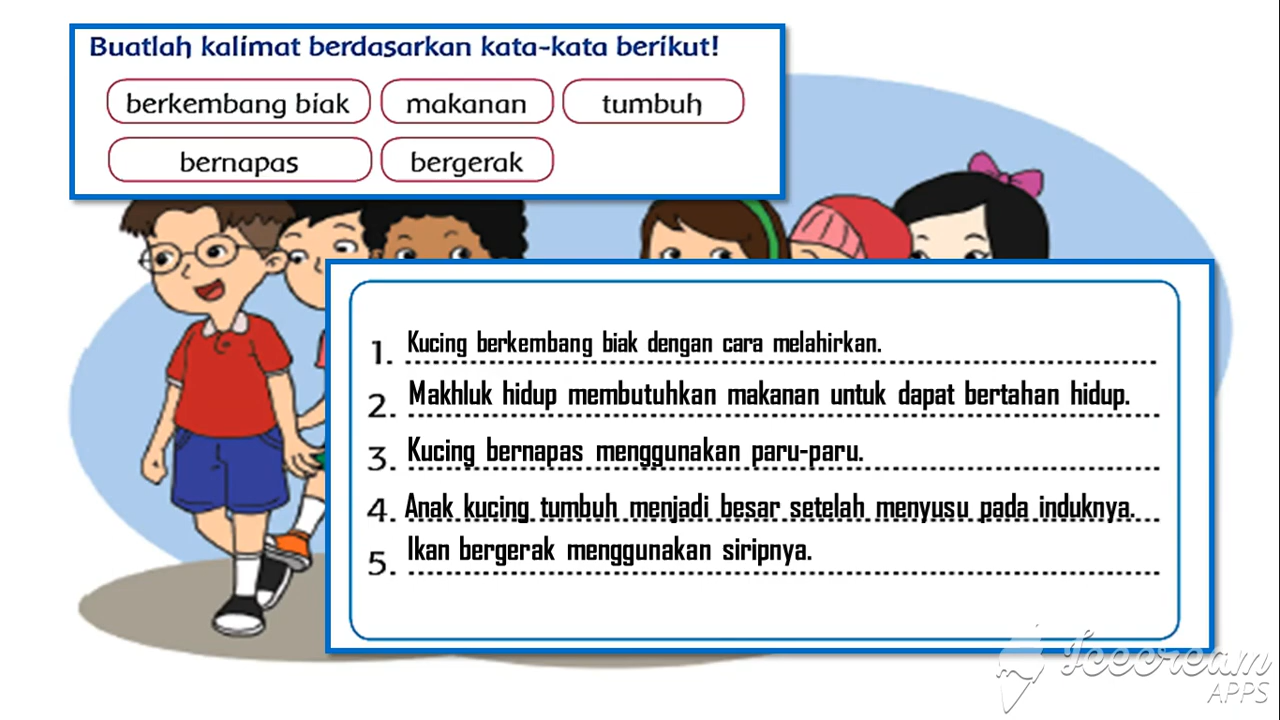 Buatlah kalimat berdasarkan kata-kata berikut!
berkembang biak makanan tumbuh
bernapas bergerak
1. Kucing berkembang biak dengan cara melahirkan.
2. Makhluk hidup membutuhkan makanan untuk dapat bertahan hidup.
3. Kucing bernapas menggunakan paru-paru.
4. Anak kucing tumbuh menjadi besar setelah menyusu pada induknya.
5. Ikan bergerak menggunakan siripnya.
Icecream
APPS